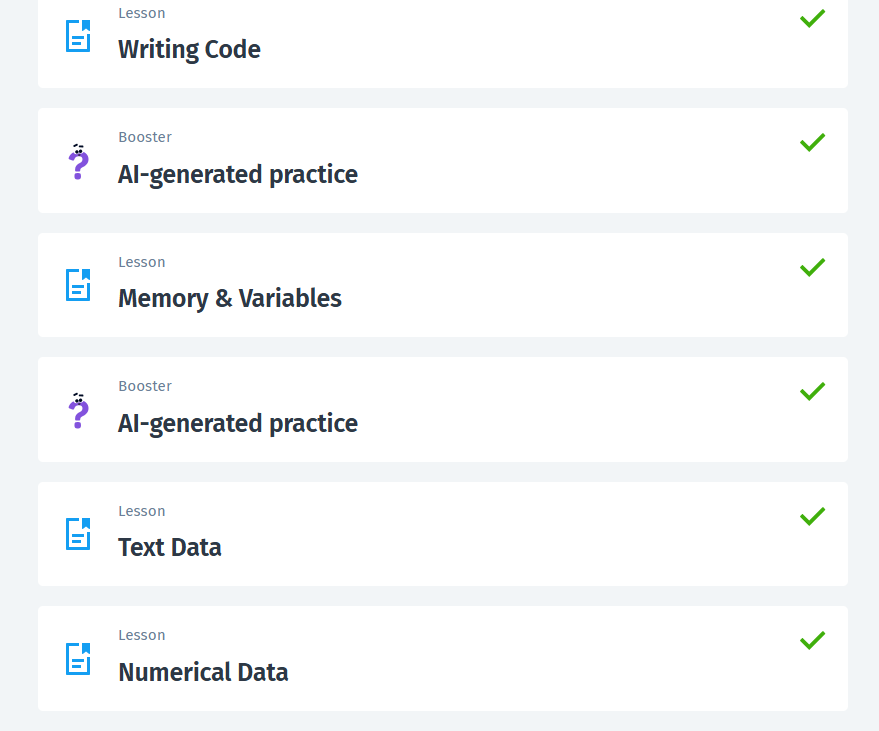 Lesson
Writing Code
Booster
AI-generated practice
Lesson
Memory & Variables
Booster
AI-generated practice
Lesson
Text Data
Lesson
Numerical Data